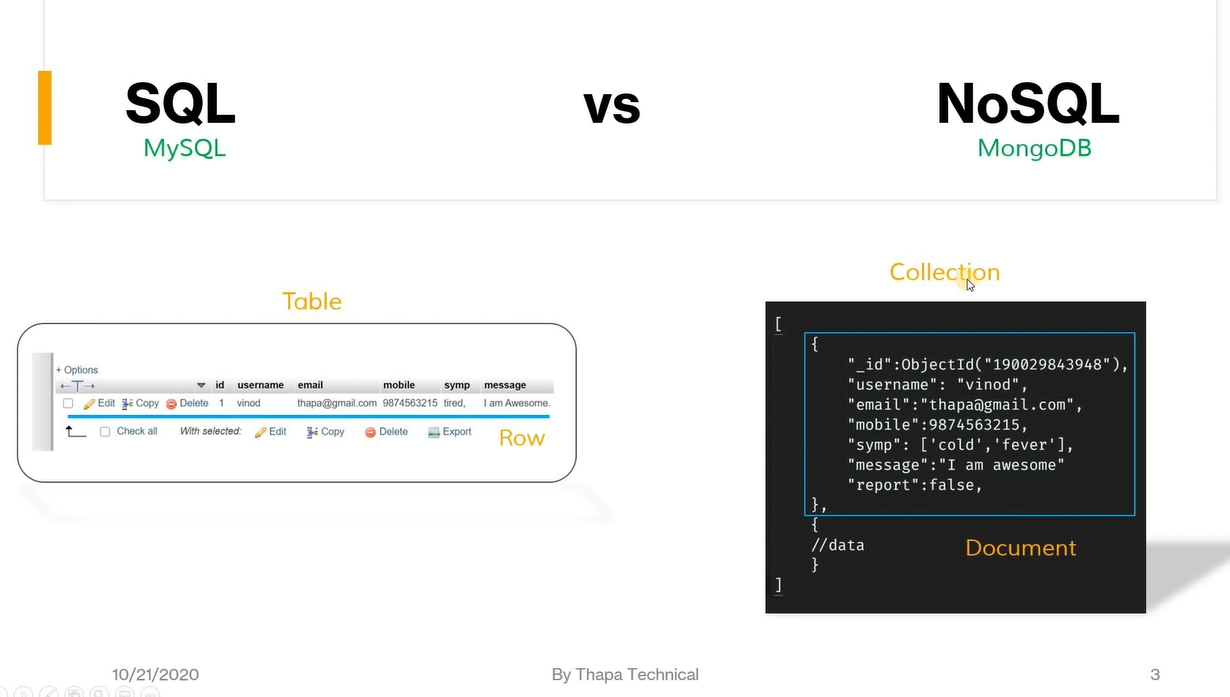 SQL
vs
NoSQL
MySQL
MongoDB
Table
+ Options
←T→ id username email mobile symp message
Edit Copy Delete 1 vinod thapa@gmail.com 9874563215 tired, I am Awesome.
Check all With selected: Edit Copy Delete Export
Row
Collection
[
{
"_id":ObjectId("190029843948"),
"username": "vinod",
"email":"thapa@gmail.com",
"mobile":9874563215,
"symp": ['cold','fever'],
"message":"I am awesome"
"report":false,
},
{
//data
}
]
Document
10/21/2020
By Thapa Technical
3